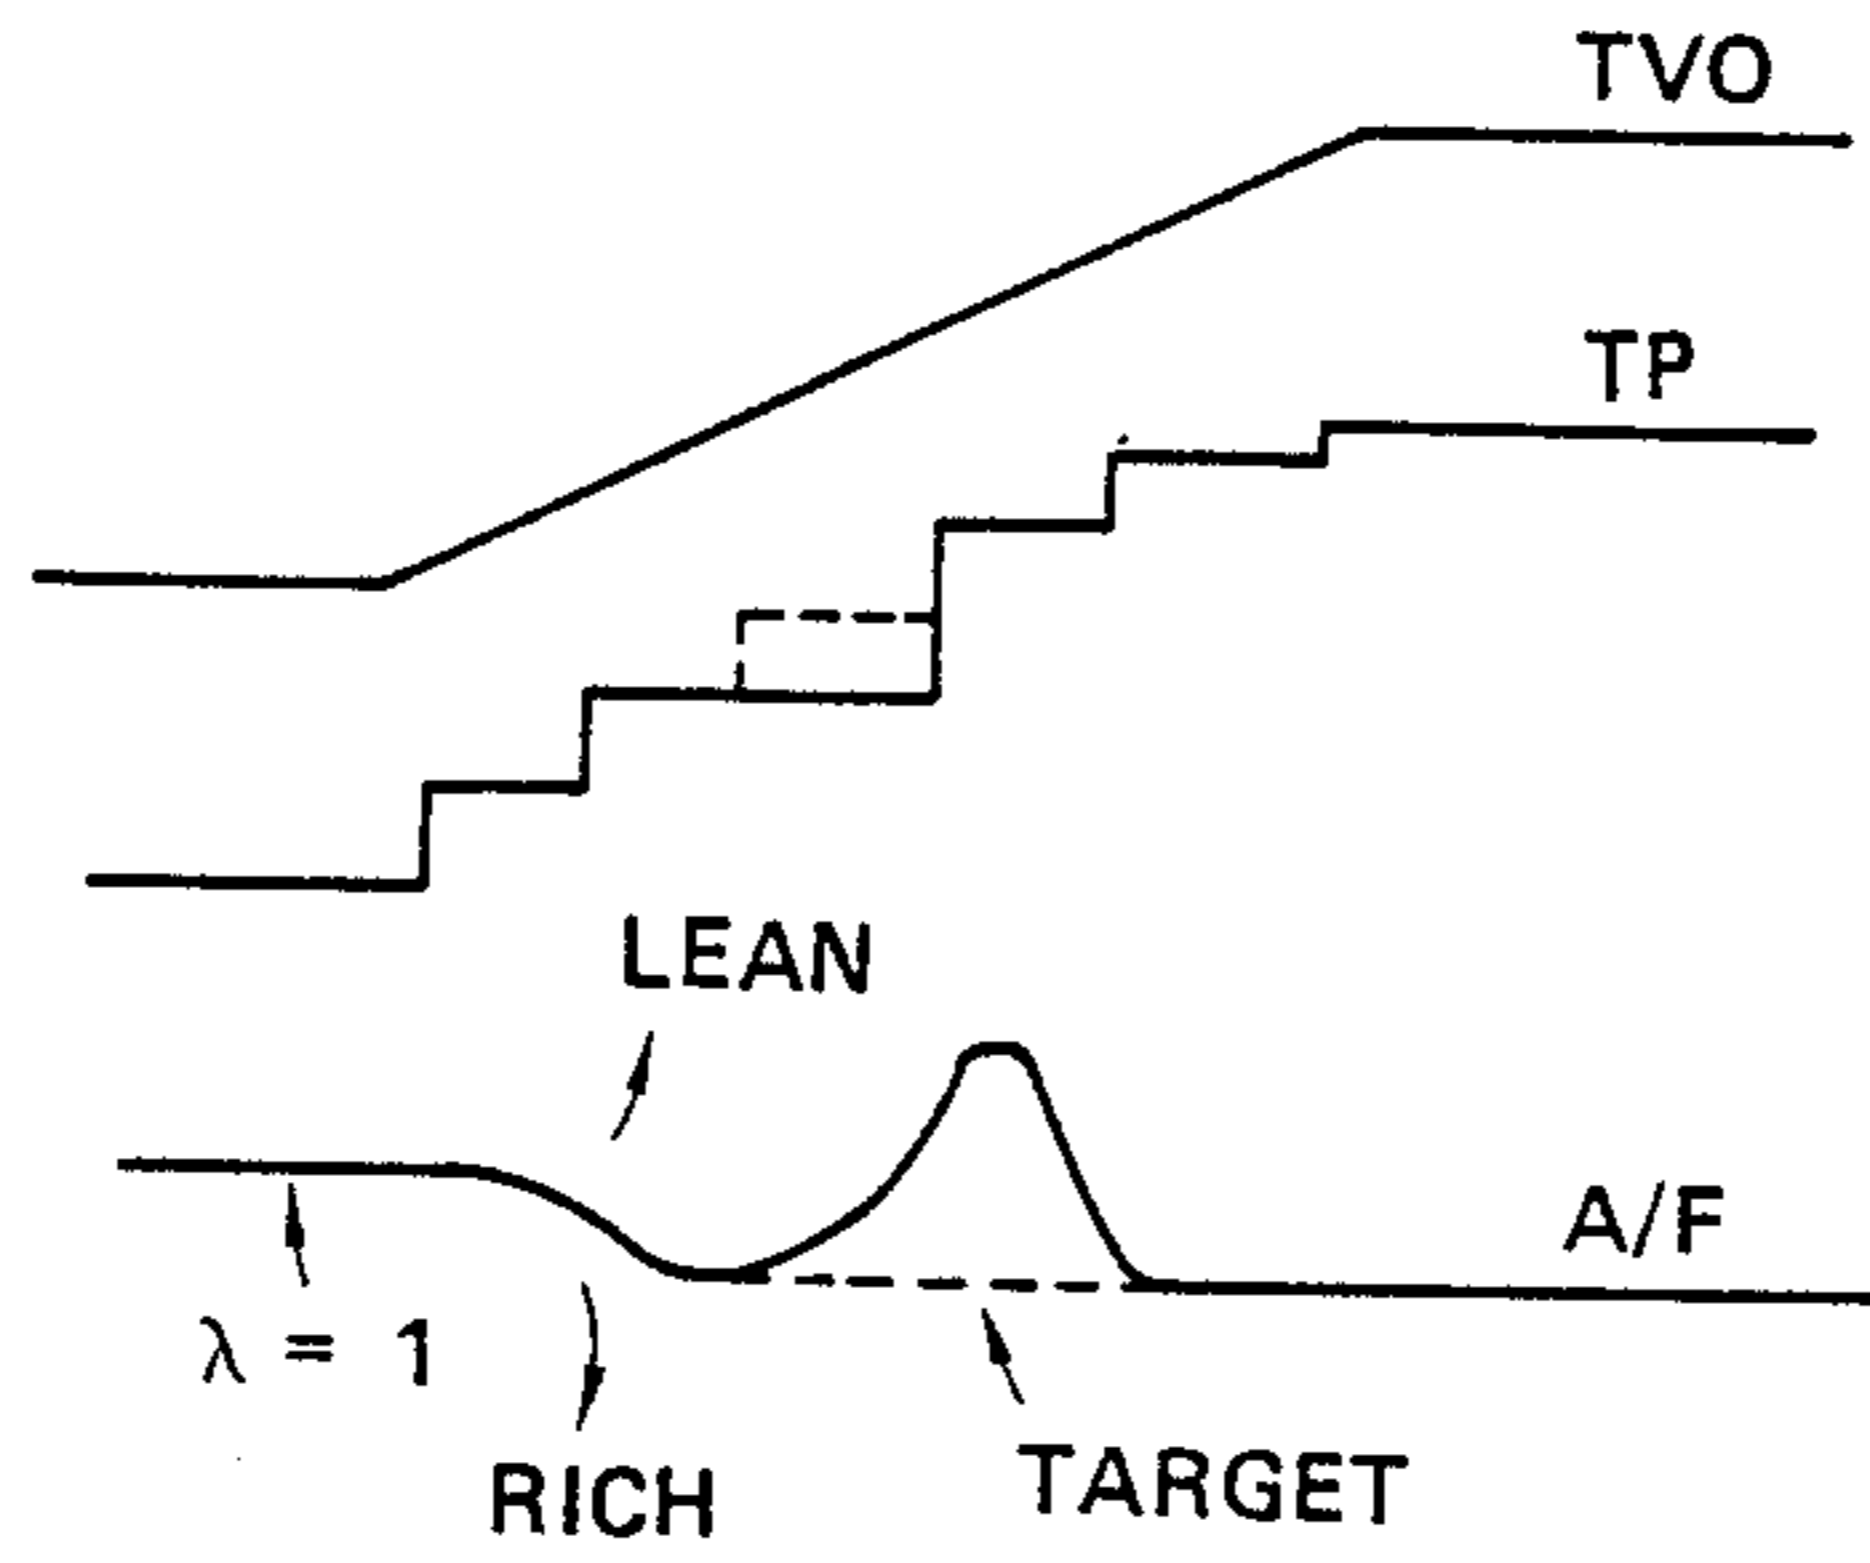 TVO
TP
LEAN
A/F
λ = 1
RICH
TARGET